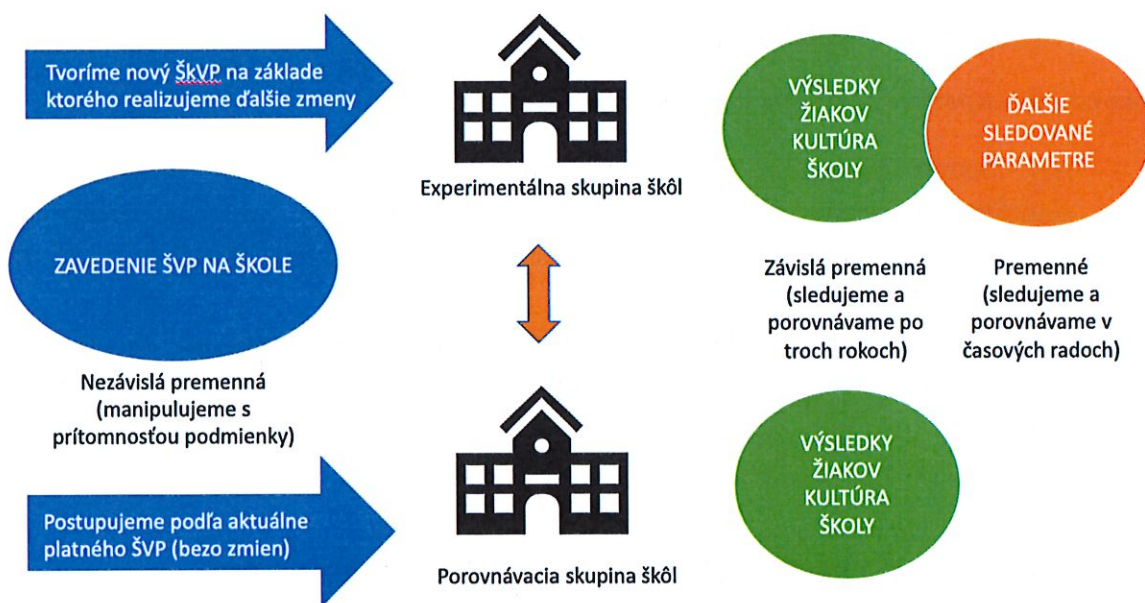 Tvoríme nový ŠkVP na základe
ktorého realizujeme ďalšie zmeny
Experimentálna skupina škôl
VÝSLEDKY
ŽIAKOV
KULTÚRA
ŠKOLY
ĎALŠIE
SLEDOVANÉ
PARAMETRE
ZAVEDENIE ŠVP NA ŠKOLE
Nezávislá premenná
(manipulujeme s
prítomnosťou podmienky)
Závislá premenná
(sledujeme a
porovnávame po
troch rokoch)
Premenné
(sledujeme a
porovnávame v
časových radoch)
Postupujeme podľa aktuálne
platného ŠVP (bezo zmien)
Porovnávacia skupina škôl
VÝSLEDKY
ŽIAKOV
KULTÚRA
ŠKOLY